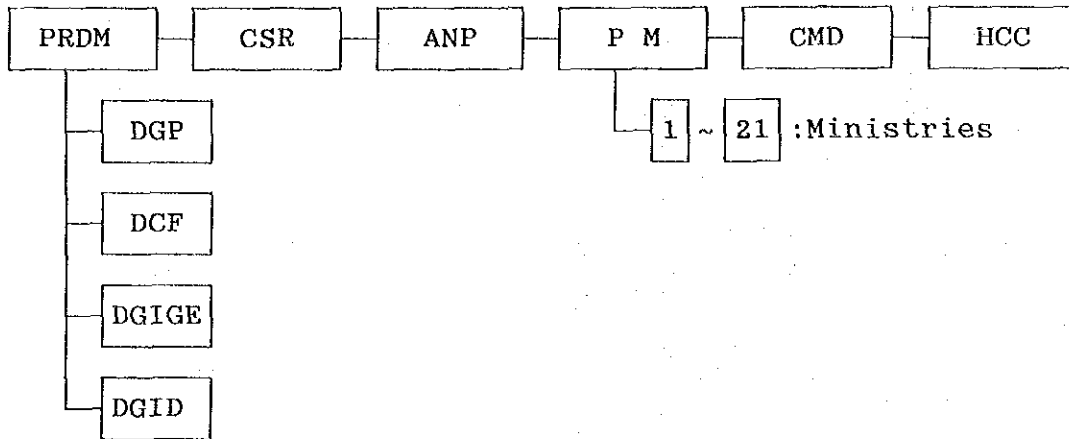 PRDM CSR ANP P M CMD HCC
DGP 1 ~ 21 :Ministries
DCF
DGIGE
DGID